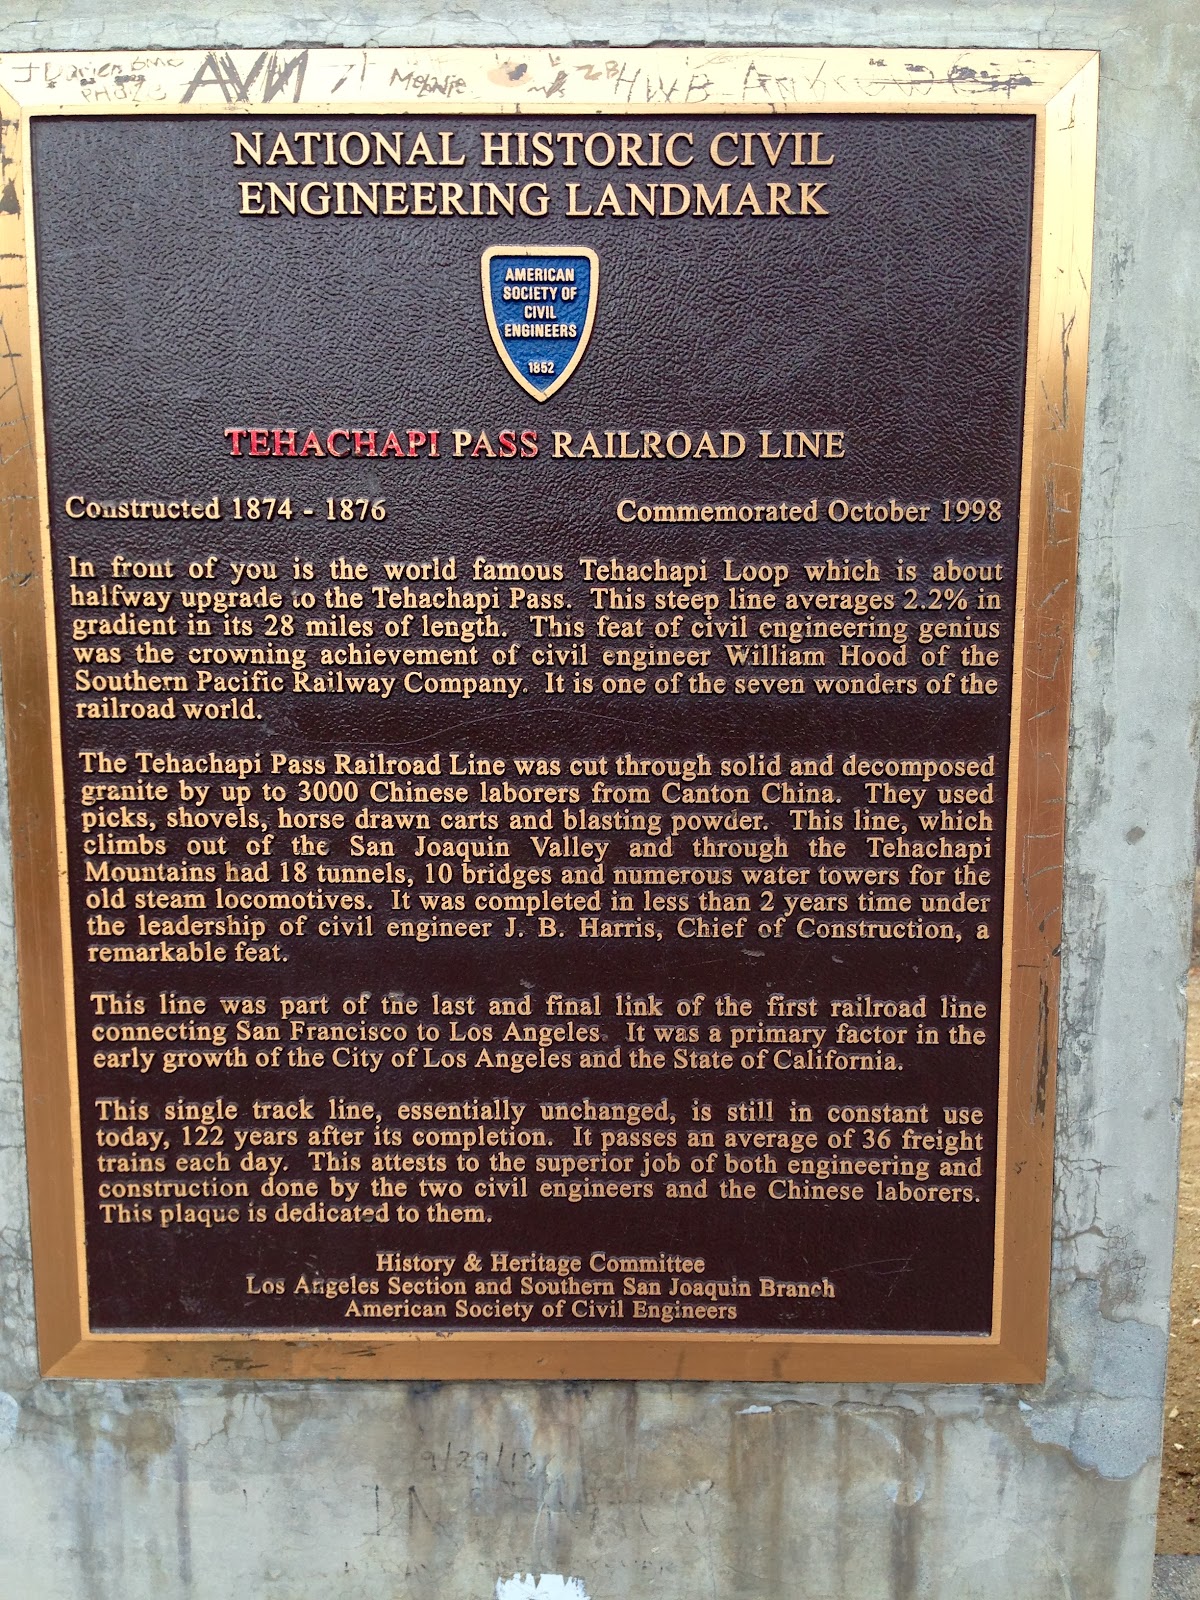 J Darien
Melanie
HWB
NATIONAL HISTORIC CIVIL
ENGINEERING LANDMARK
AMERICAN
SOCIETY OF
CIVIL
ENGINEERS
1852
TEHACHAPI PASS RAILROAD LINE
Constructed 1874 - 1876 Commemorated October 1998
In front of you is the world famous Tehachapi Loop which is about
halfway upgrade to the Tehachapi Pass. This steep line averages 2.2% in
gradient in its 28 miles of length. This feat of civil engineering genius
was the crowning achievement of civil engineer William Hood of the
Southern Pacific Railway Company. It is one of the seven wonders of the
railroad world.
The Tehachapi Pass Railroad Line was cut through solid and decomposed
granite by up to 3000 Chinese laborers from Canton China. They used
picks, shovels, horse drawn carts and blasting powder. This line, which
climbs out of the San Joaquin Valley and through the Tehachapi
Mountains had 18 tunnels, 10 bridges and numerous water towers for the
old steam locomotives. It was completed in less than 2 years time under
the leadership of civil engineer J. B. Harris, Chief of Construction, a
remarkable feat.
This line was part of the last and final link of the first railroad line
connecting San Francisco to Los Angeles. It was a primary factor in the
early growth of the City of Los Angeles and the State of California.
This single track line, essentially unchanged, is still in constant use
today, 122 years after its completion. It passes an average of 36 freight
trains each day. This attests to the superior job of both engineering and
construction done by the two civil engineers and the Chinese laborers.
This plaque is dedicated to them.
History & Heritage Committee
Los Angeles Section and Southern San Joaquin Branch
American Society of Civil Engineers